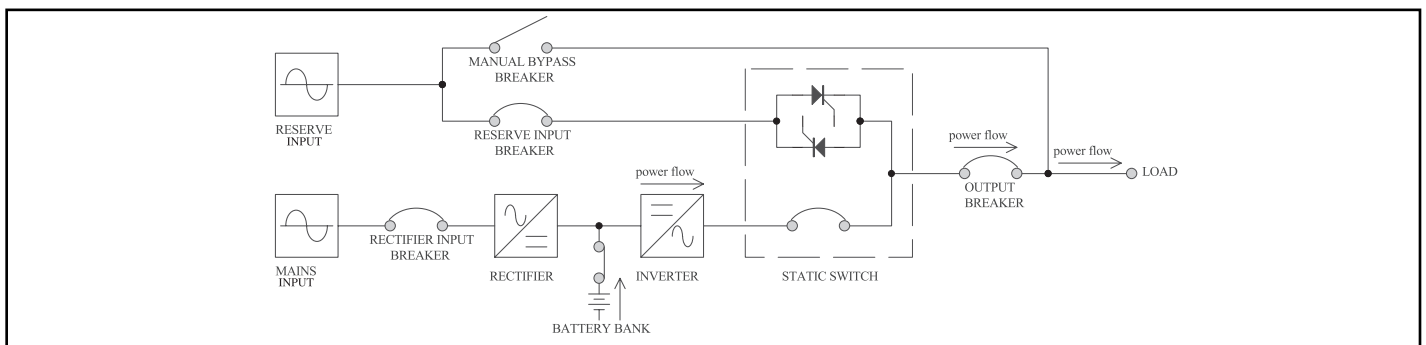 MANUAL BYPASS
BREAKER
RESERVE
INPUT
RESERVE INPUT
BREAKER
power flow
power flow
LOAD
OUTPUT
BREAKER
power flow
RECTIFIER INPUT
BREAKER
MAINS
INPUT
RECTIFIER
INVERTER
STATIC SWITCH
BATTERY BANK